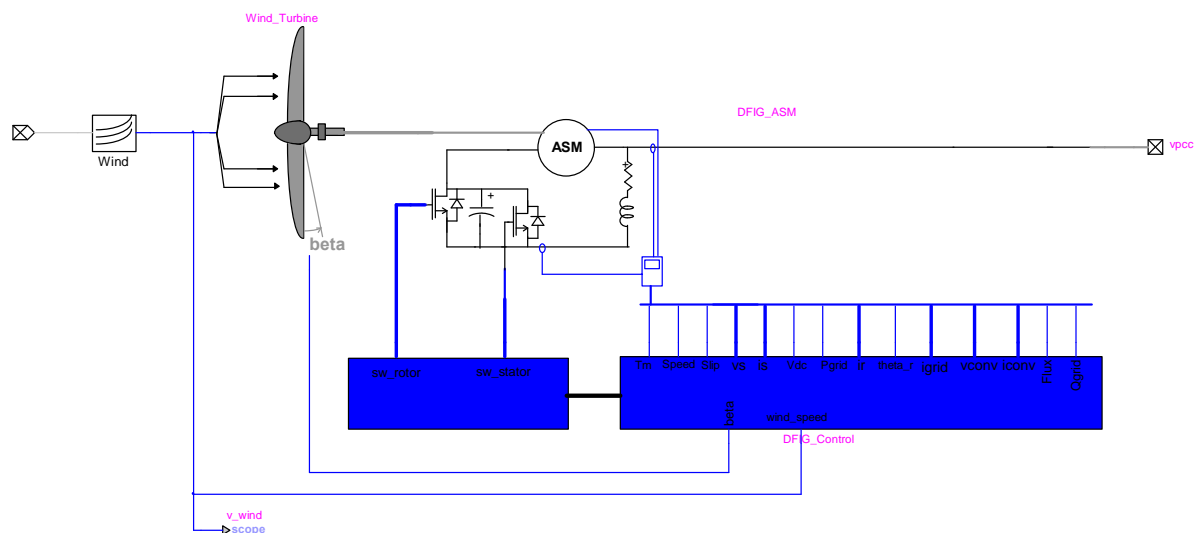 Wind_Turbine
DFIG_ASM
Wind
ASM
vpcc
+
+
beta
sw_rotor
sw_stator
Tm
Speed
Slip
vs
is
Vdc
Pgrid
ir
theta_r
igrid
vconv
iconv
Flux
Qgrid
beta
wind_speed
DFIG_Control
v_wind
scope